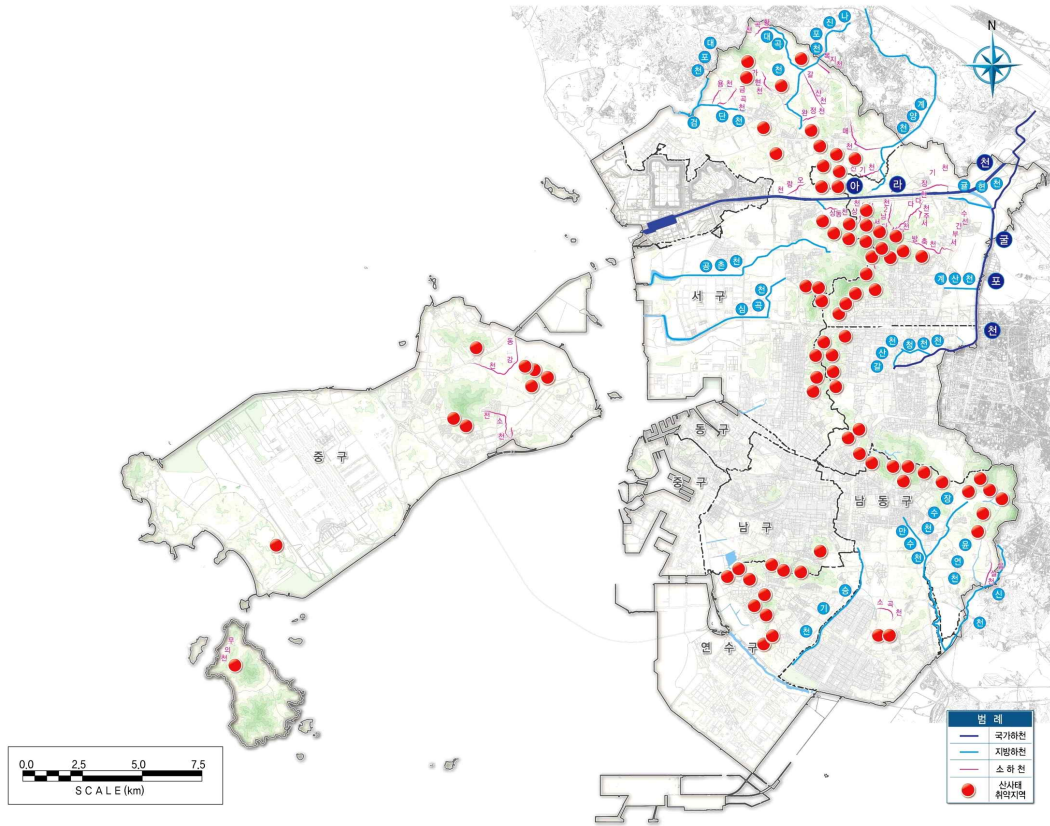 N
나
진
포
천
대
곡
천
대
포
천
용천
금
곡
천
검
단
천
계
양
천
아
라
천
굴
포
천
굴
현
천
계
산
천
공
촌
천
심
곡
천
서구
갈
산
천
청
천
천
동구
중구
중구
남구
남동구
연수구
장
수
천
만
수
천
운
연
천
신
천
승
기
천
소
곡
천
동
강
천
전
소
천
무
의
천
범례
국가하천
지방하천
소하천
산사태
취약지역
0.0 2.5 5.0 7.5
SCALE(km)